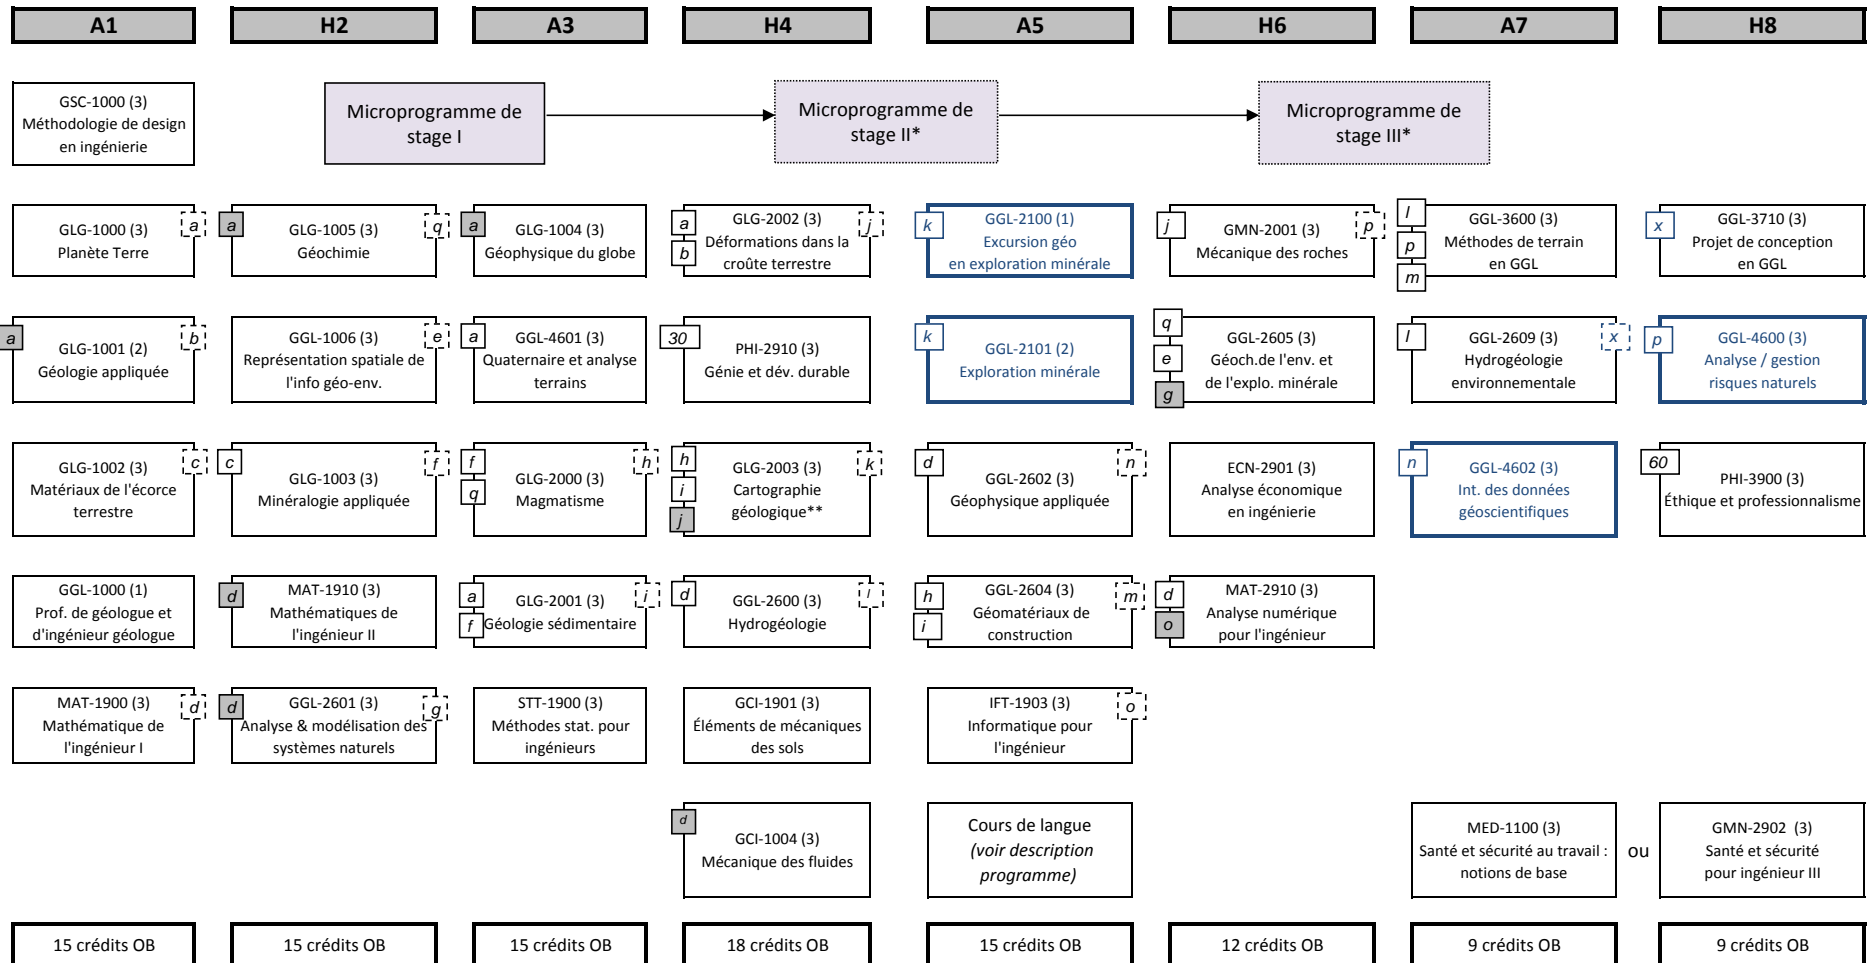 A1
H2
A3
H4
A5
H6
A7
H8
GSC-1000 (3)
Méthodologie de design
en ingénierie
Microprogramme de
stage I
Microprogramme de
stage II*
Microprogramme de
stage III*
GLG-1000 (3)
Planète Terre
a
a
GLG-1005 (3)
Géochimie
q
a
GLG-1004 (3)
Géophysique du globe
a
b
GLG-2002 (3)
Déformations dans la
croûte terrestre
j
k
GGL-2100 (1)
Excursion géo
en exploration minérale
j
GMN-2001 (3)
Mécanique des roches
p
l
p
m
GGL-3600 (3)
Méthodes de terrain
en GGL
x
GGL-3710 (3)
Projet de conception
en GGL
a
GLG-1001 (2)
Géologie appliquée
b
GGL-1006 (3)
Représentation spatiale de
l'info géo-env.
e
a
GGL-4601 (3)
Quaternaire et analyse
terrains
30
PHI-2910 (3)
Génie et dév. durable
k
GGL-2101 (2)
Exploration minérale
q
e
g
GGL-2605 (3)
Géoch.de l'env. et
de l'explo. minérale
l
GGL-2609 (3)
Hydrogéologie
environnementale
x
p
GGL-4600 (3)
Analyse / gestion
risques naturels
GLG-1002 (3)
Matériaux de l'écorce
terrestre
c
c
GLG-1003 (3)
Minéralogie appliquée
f
f
q
GLG-2000 (3)
Magmatisme
h
h
i
j
GLG-2003 (3)
Cartographie
géologique**
k
d
GGL-2602 (3)
Géophysique appliquée
n
ECN-2901 (3)
Analyse économique
en ingénierie
n
GGL-4602 (3)
Int. des données
géoscientifiques
60
PHI-3900 (3)
Éthique et professionnalisme
GGL-1000 (1)
Prof. de géologue et
d'ingénieur géologue
d
MAT-1910 (3)
Mathématiques de
l'ingénieur II
a
f
GLG-2001 (3)
Géologie sédimentaire
i
d
GGL-2600 (3)
Hydrogéologie
l
h
i
GGL-2604 (3)
Géomatériaux de
construction
m
d
o
MAT-2910 (3)
Analyse numérique
pour l'ingénieur
MAT-1900 (3)
Mathématique de
l'ingénieur I
d
d
GGL-2601 (3)
Analyse & modélisation des
systèmes naturels
g
STT-1900 (3)
Méthodes stat. pour
ingénieurs
GCI-1901 (3)
Éléments de mécaniques
des sols
IFT-1903 (3)
Informatique pour
l'ingénieur
o
d
GCI-1004 (3)
Mécanique des fluides
Cours de langue
(voir description
programme)
MED-1100 (3)
Santé et sécurité au travail :
notions de base
ou
GMN-2902 (3)
Santé et sécurité
pour ingénieur III
15 crédits OB
15 crédits OB
15 crédits OB
18 crédits OB
15 crédits OB
12 crédits OB
9 crédits OB
9 crédits OB